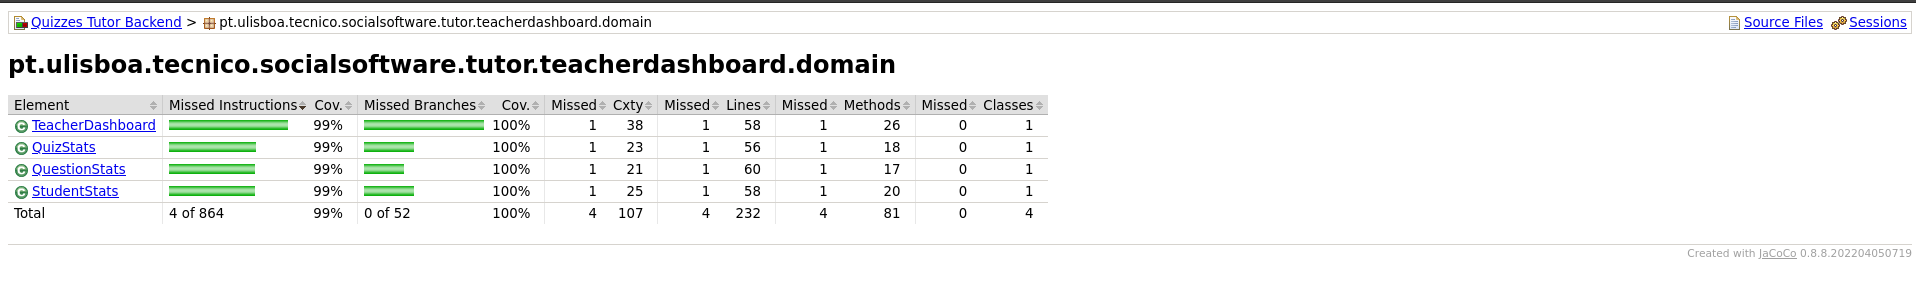 Quizzes Tutor Backend > pt.ulisboa.tecnico.socialsoftware.tutor.teacherdashboard.domain Source Files Sessions
pt.ulisboa.tecnico.socialsoftware.tutor.teacherdashboard.domain
Element Missed Instructions Cov. Missed Branches Cov. Missed Cxty Missed Lines Missed Methods Missed Classes
TeacherDashboard 99% 100% 1 38 1 58 1 26 0 1
QuizStats 99% 100% 1 23 1 56 1 18 0 1
QuestionStats 99% 100% 1 21 1 60 1 17 0 1
StudentStats 99% 100% 1 25 1 58 1 20 0 1
Total 4 of 864 99% 0 of 52 100% 4 107 4 232 4 81 0 4
Created with JaCoCo 0.8.8.202204050719